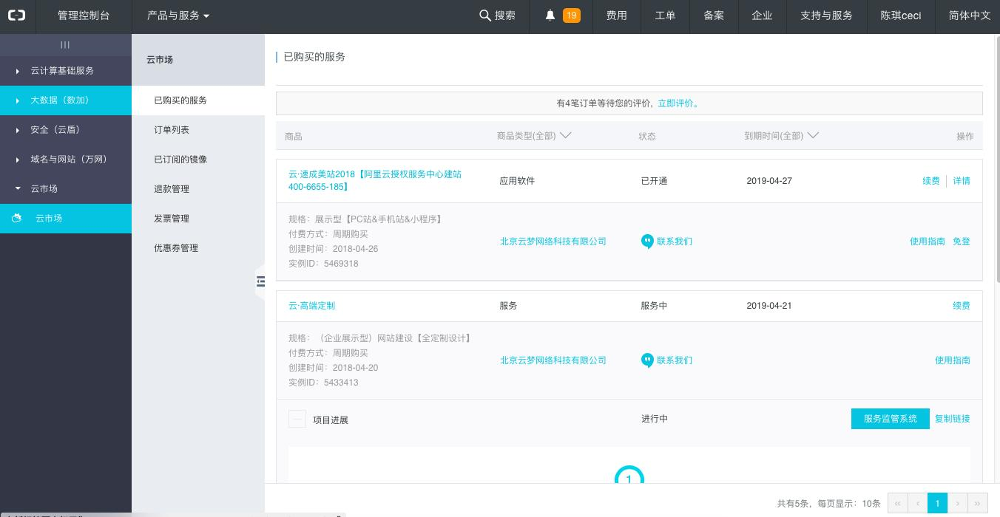 管理控制台
产品与服务
搜索
19
费用
工单
备案
企业
支持与服务
陈琪ceci
简体中文
云计算基础服务
大数据（数加）
安全（云盾）
域名与网站（万网）
云市场
云市场
云市场
已购买的服务
订单列表
已订阅的镜像
退款管理
发票管理
优惠券管理
已购买的服务
有4笔订单等待您的评价, 立即评价。
商品 商品类型(全部) 状态 到期时间(全部) 操作
云·速成美站2018【阿里云授权服务中心建站
400-6655-185】
应用软件 已开通 2019-04-27 续费 详情
规格：展示型【PC站&手机站&小程序】
付费方式：周期购买
创建时间：2018-04-26
实例ID：5469318
北京云梦网络科技有限公司 联系我们 使用指南 免登
云·高端定制 服务 服务中 2019-04-21 续费
规格：（企业展示型）网站建设【全定制设计】
付费方式：周期购买
创建时间：2018-04-20
实例ID：5433413
北京云梦网络科技有限公司 联系我们 使用指南
项目进展 进行中 服务监管系统 复制链接
1
共有5条, 每页显示：10条 « ‹ 1 › »